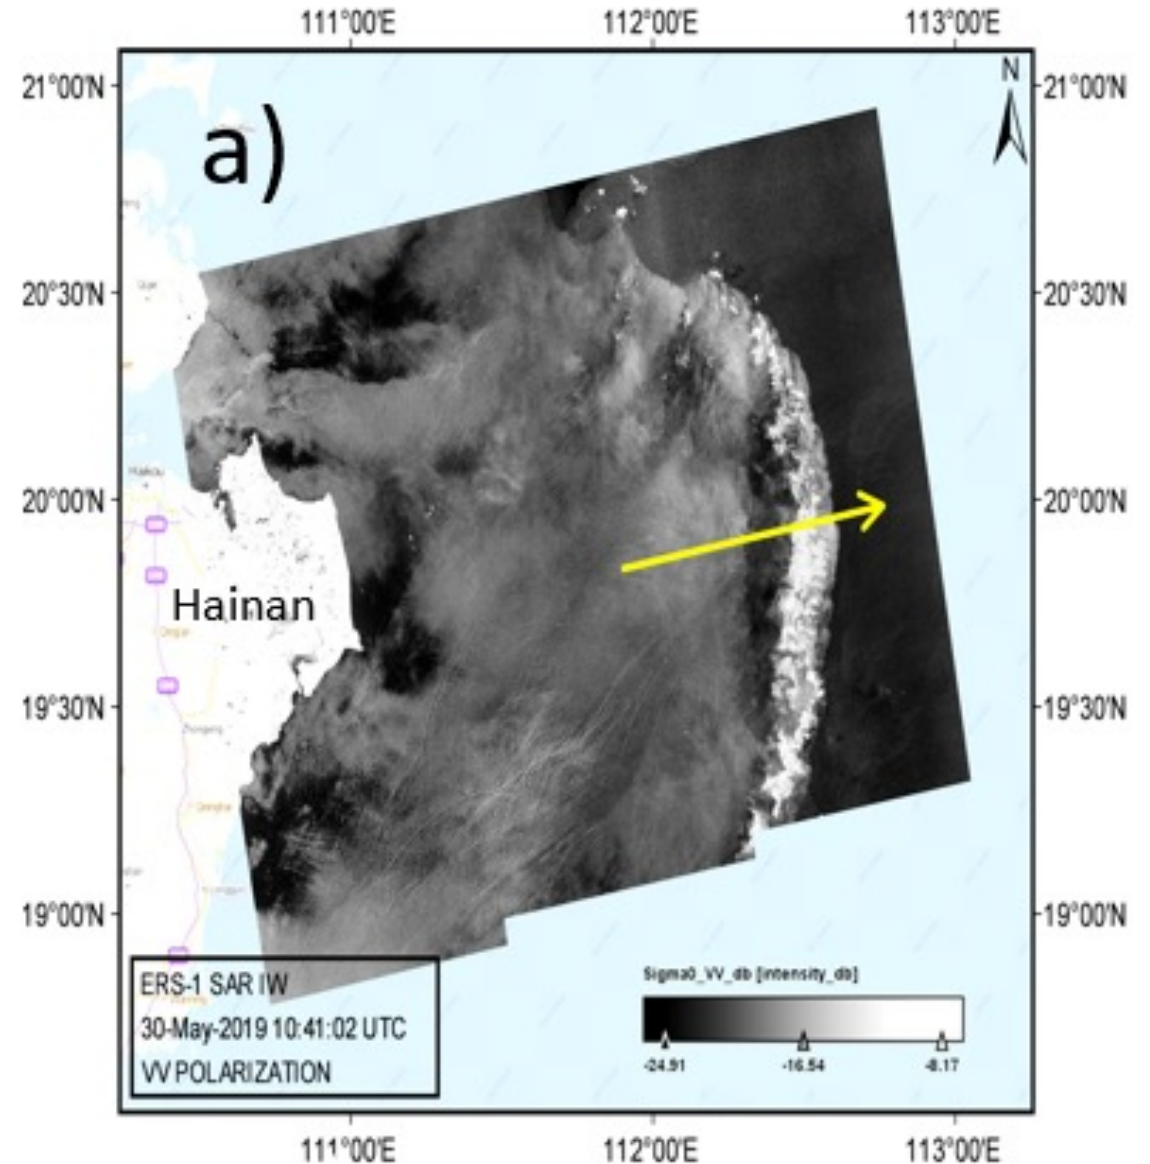 111°00'E 112°00'E 113°00'E
21°00'N
21°00'N
N
a)
20°30'N
20°30'N
Haikou
20°00'N
20°00'N
Hainan
19°30'N
19°30'N
19°00'N
19°00'N
ERS-1 SAR IW
30-May-2019 10:41:02 UTC
VV POLARIZATION
Sigma0_VV_db [intensity_db]
-24.91 -16.54 -8.17
111°00'E 112°00'E 113°00'E